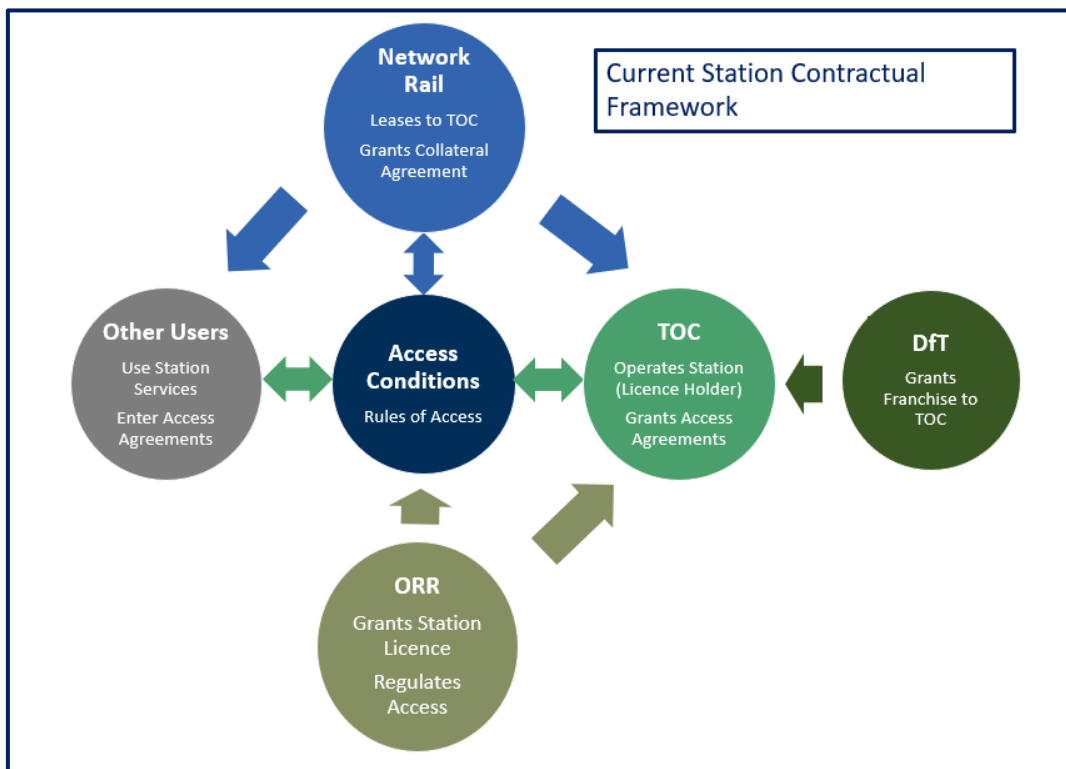 Current Station Contractual
Framework
Network
Rail
Leases to TOC
Grants Collateral
Agreement
Other Users
Use Station
Services
Enter Access
Agreements
Access
Conditions
Rules of Access
TOC
Operates Station
(Licence Holder)
Grants Access
Agreements
DfT
Grants
Franchise to
TOC
ORR
Grants Station
Licence
Regulates
Access